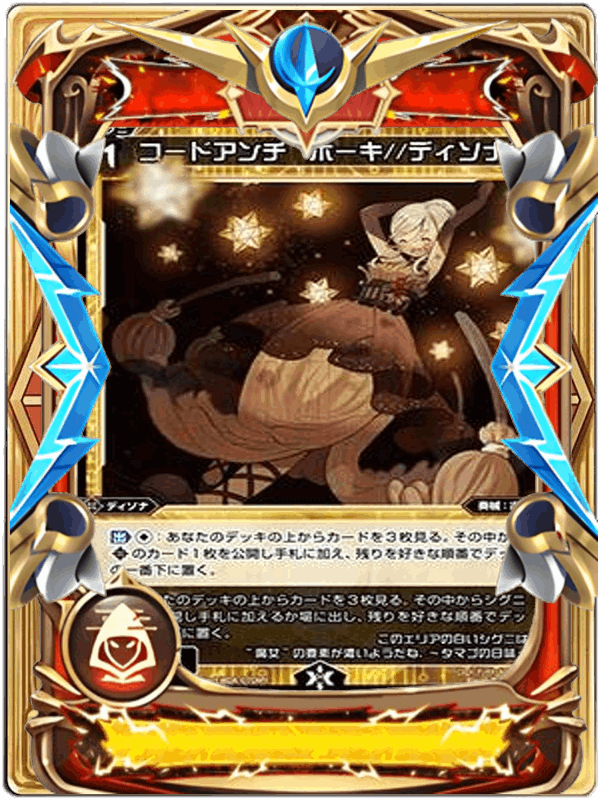 1 コードアンチ ホーキ//ディソナ
ディソナ
精械:
:あなたのデッキの上からカードを3枚見る。その中か
のカード1枚を公開し手札に加え、残りを好きな順番でデッ
の一番下に置く。
たのデッキの上からカードを3枚見る。その中からシグニ
し手札に加えるか場に出し、残りを好きな順番でデッ
に置く。
このエリアの白いシグニは
“魔女”の要素が濃いようだね。~タマゴの日誌